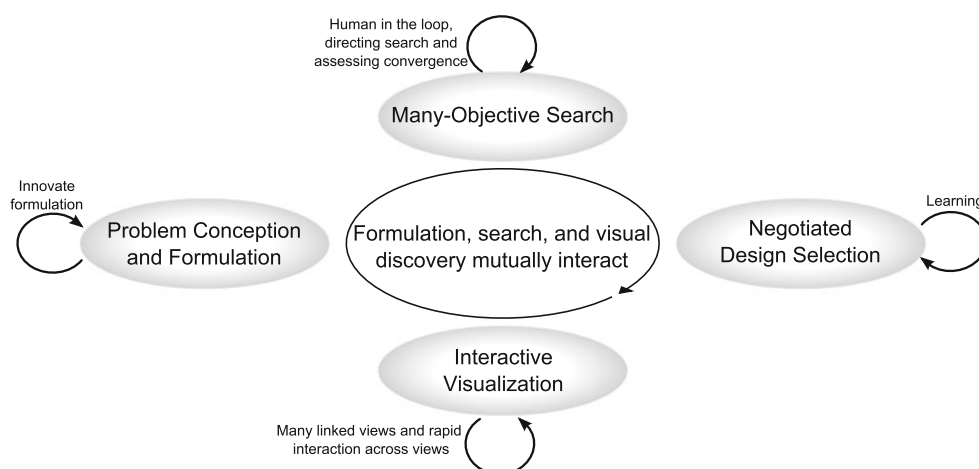 Human in the loop,
directing search and
assessing convergence
Many-Objective Search
Innovate
formulation
Problem Conception
and Formulation
Formulation, search, and visual
discovery mutually interact
Negotiated
Design Selection
Learning
Interactive
Visualization
Many linked views and rapid
interaction across views